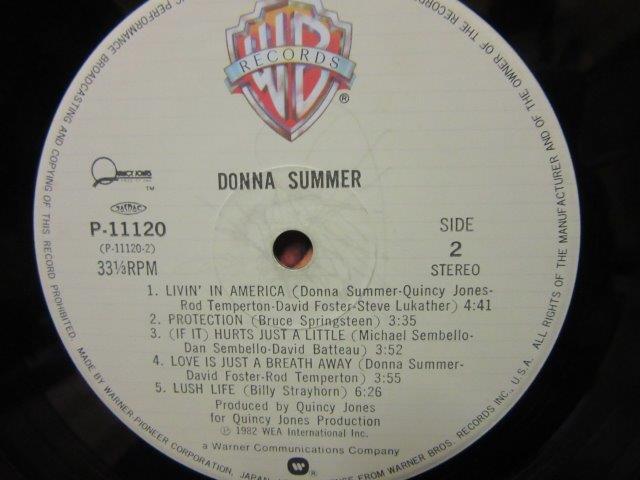 WB
RECORDS
®
QUINCY JONES
TM
DONNA SUMMER
P-11120
(P-11120-2)
33⅓RPM
SIDE
2
STEREO
1. LIVIN' IN AMERICA (Donna Summer-Quincy Jones-
Rod Temperton-David Foster-Steve Lukather) 4:41
2. PROTECTION (Bruce Springsteen) 3:35
3. (IF IT) HURTS JUST A LITTLE (Michael Sembello-
Dan Sembello-David Batteau) 3:52
4. LOVE IS JUST A BREATH AWAY (Donna Summer-
David Foster-Rod Temperton) 3:55
5. LUSH LIFE (Billy Strayhorn) 6:26
Produced by Quincy Jones
for Quincy Jones Production
℗ 1982 WEA International Inc.
a Warner Communications Company
W ®
ALL RIGHTS OF THE MANUFACTURER AND OF THE OWNER OF THE
PERFORMANCE BROADCASTING AND COPYING OF THIS RECORD PROHIBITED.
MADE BY WARNER-PIONEER CORPORATION, JAPAN
FROM WARNER BROS. RECORDS INC., U.S.A.